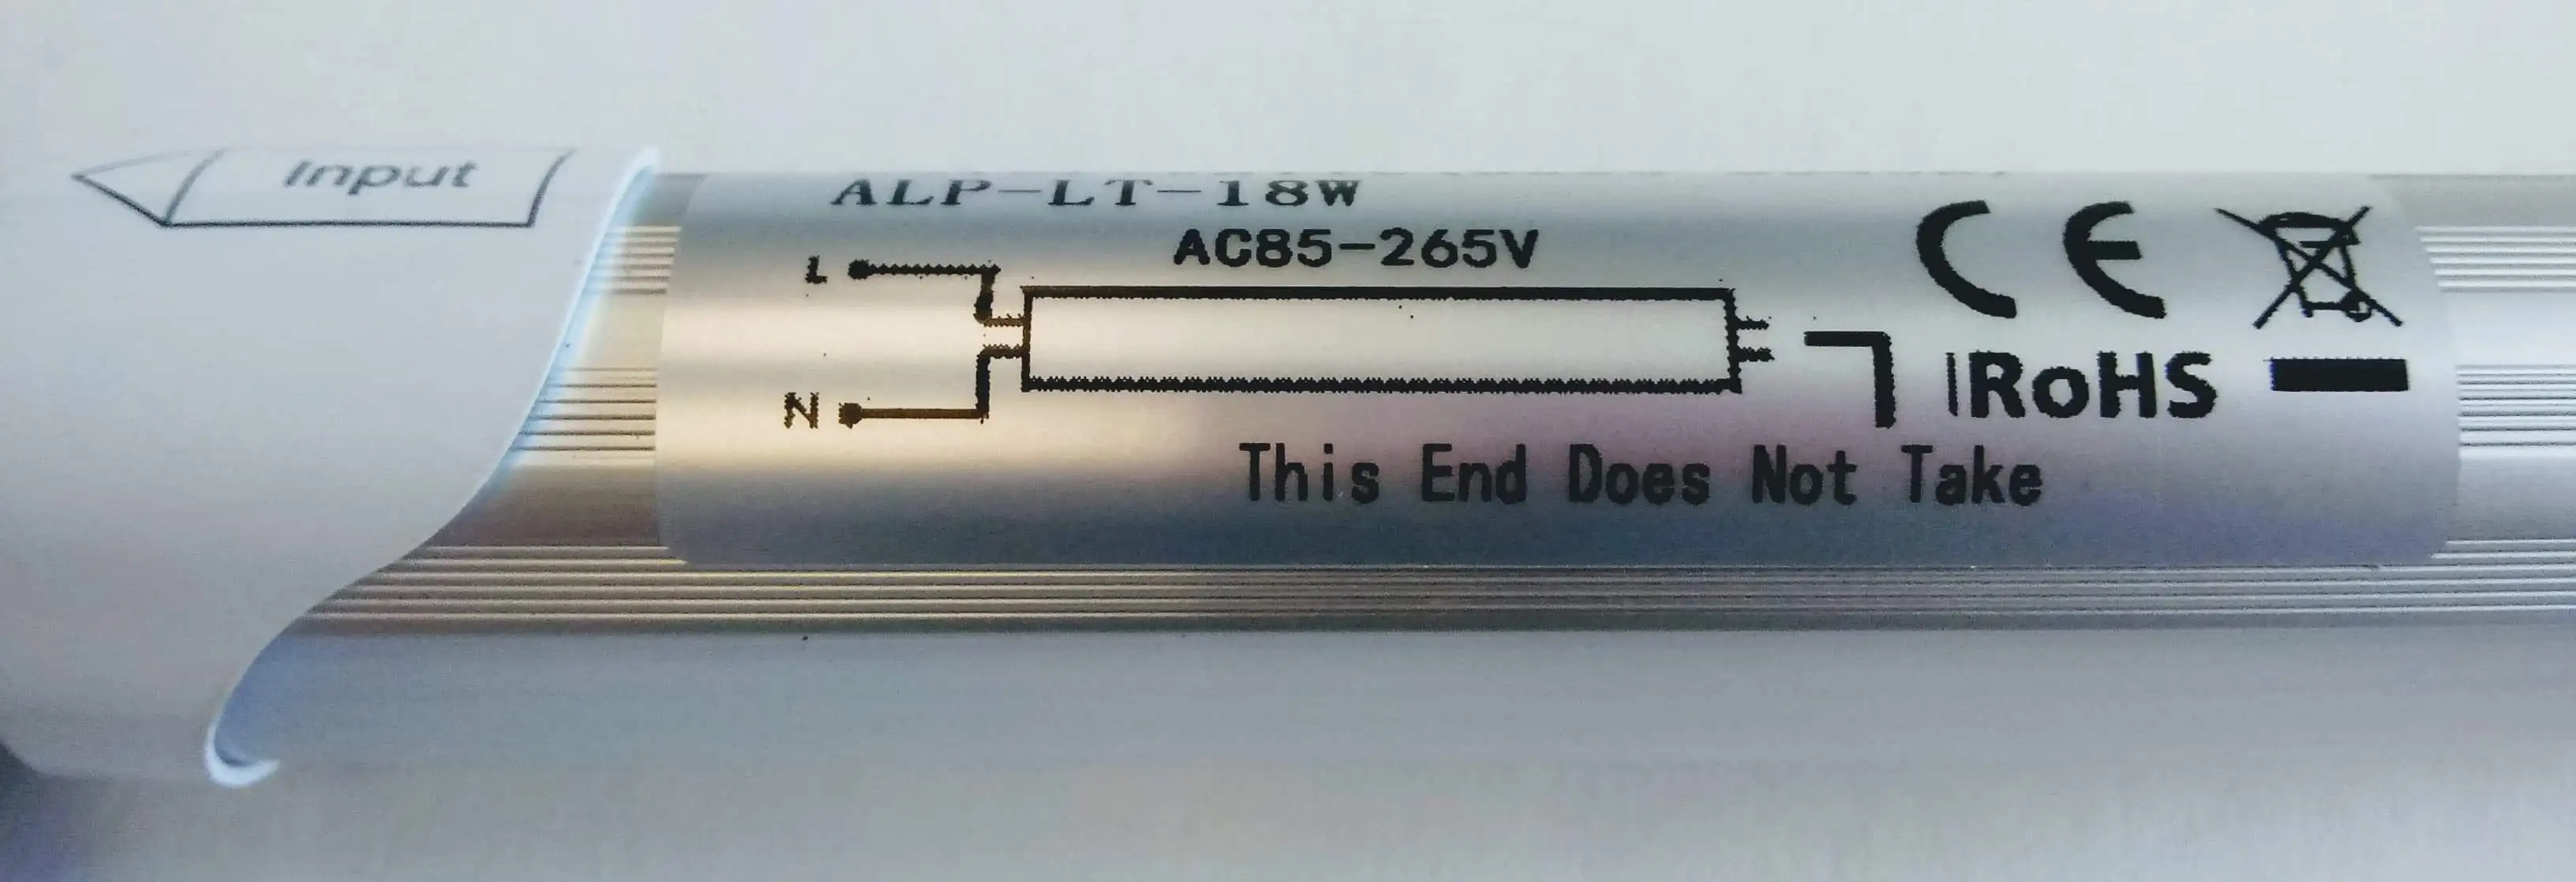 Input
ALP-LT-18W
AC85-265V
L
N
CE
RoHS
This End Does Not Take